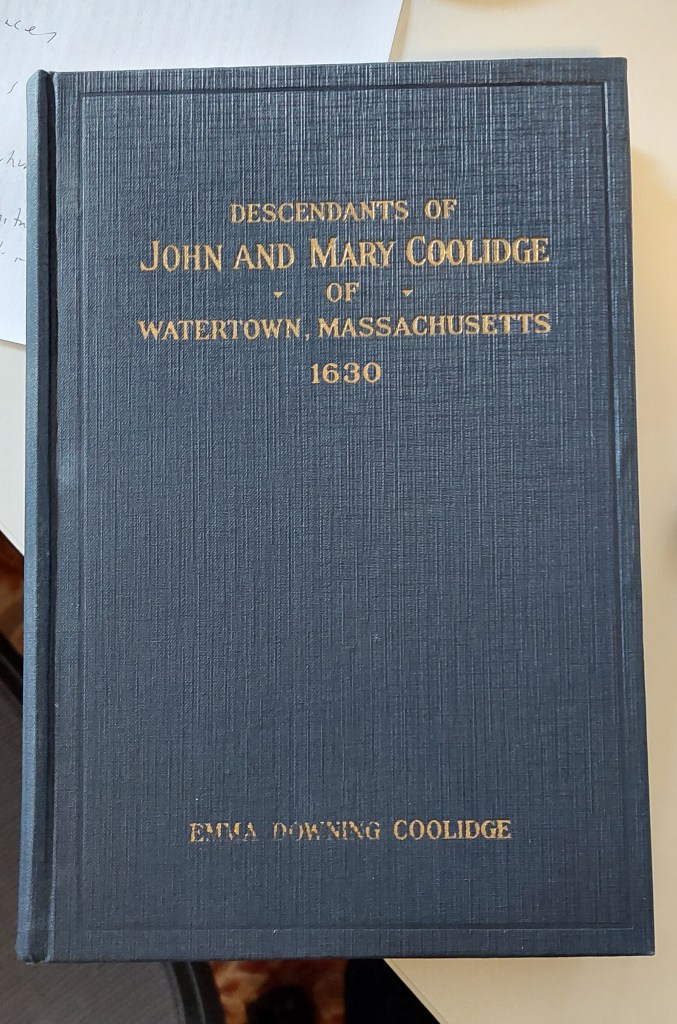 DESCENDANTS OF
JOHN AND MARY COOLIDGE
OF
WATERTOWN, MASSACHUSETTS
1630
EMMA DOWNING COOLIDGE